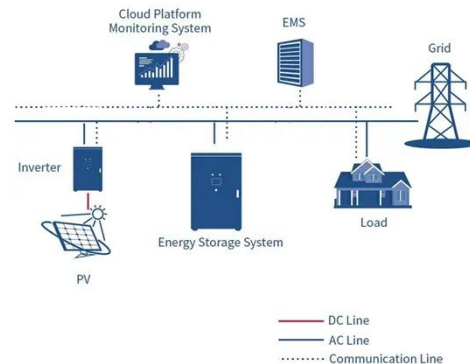 Cloud Platform
Monitoring System
EMS
Grid
Inverter
Energy Storage System
Load
PV
DC Line
AC Line
Communication Line